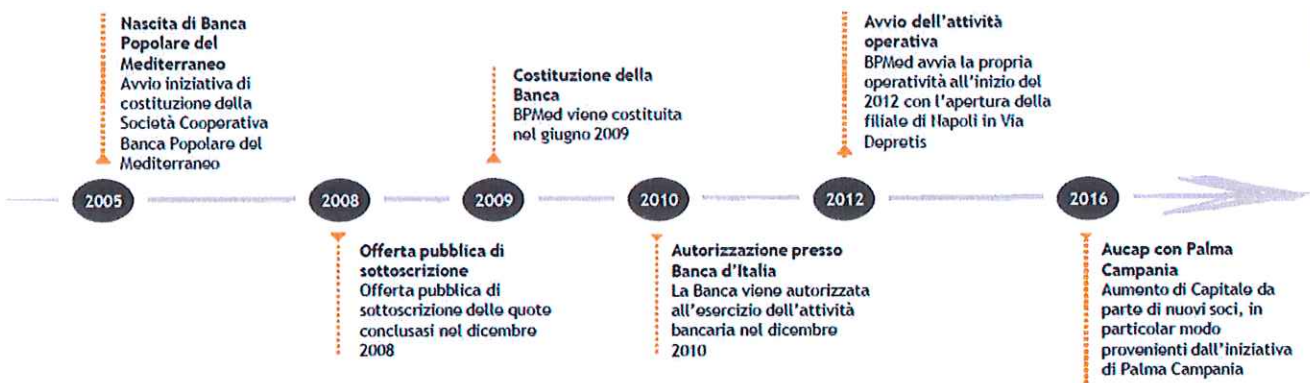 Nascita di Banca
Popolare del
Mediterraneo
Avvio iniziativa di
costituzione della
Società Cooperativa
Banca Popolare del
Mediterraneo
Costituzione della
Banca
BPMed viene costituita
nel giugno 2009
Avvio dell'attività
operativa
BPMed avvia la propria
operatività all'inizio del
2012 con l'apertura della
filiale di Napoli in Via
Depretis
2005
2008
2009
2010
2012
2016
Offerta pubblica di
sottoscrizione
Offerta pubblica di
sottoscrizione delle quote
conclusasi nel dicembre
2008
Autorizzazione presso
Banca d'Italia
La Banca viene autorizzata
all'esercizio dell'attività
bancaria nel dicembre
2010
Aucap con Palma
Campania
Aumento di Capitale da
parte di nuovi soci, in
particolar modo
provenienti dall'iniziativa
di Palma Campania